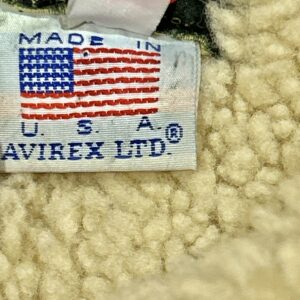 MADE IN
U. S. A.
AVIREX LTD.®